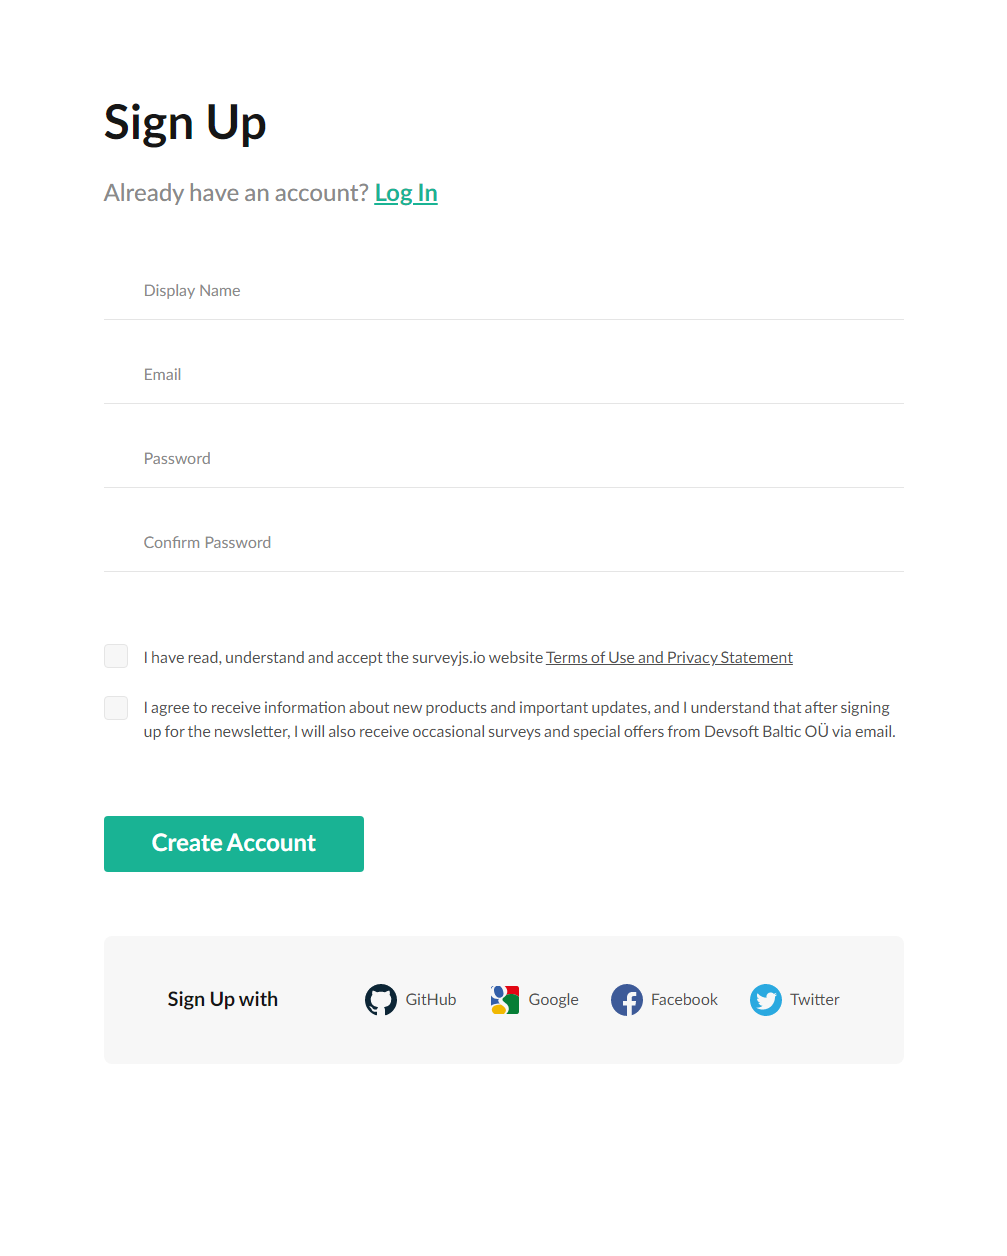 Sign Up
Already have an account? Log In
Display Name
Email
Password
Confirm Password
I have read, understand and accept the surveyjs.io website Terms of Use and Privacy Statement
I agree to receive information about new products and important updates, and I understand that after signing
up for the newsletter, I will also receive occasional surveys and special offers from Devsoft Baltic OÜ via email.
Create Account
Sign Up with GitHub Google Facebook Twitter